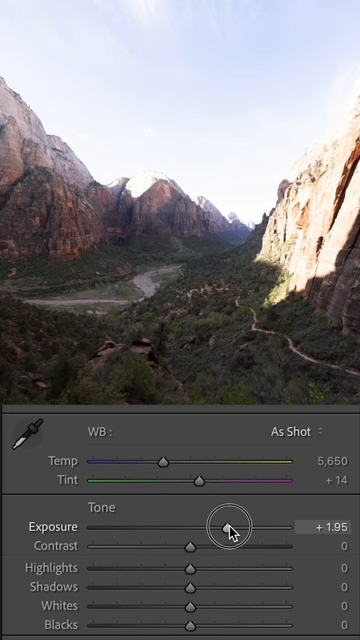 WB : As Shot
Temp 5,650
Tint + 14
Tone
Exposure + 1.95
Contrast 0
Highlights 0
Shadows 0
Whites 0
Blacks 0